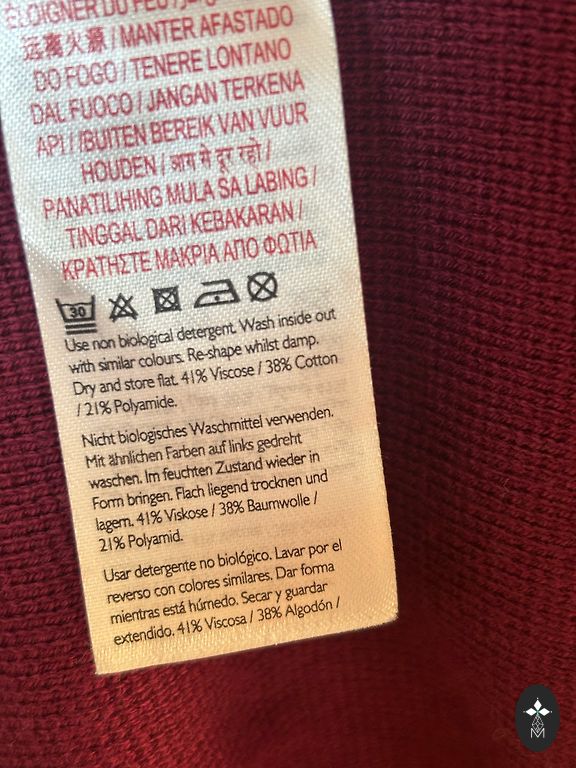 ÉLOIGNER DU FEU /
远离火源 / MANTER AFASTADO
DO FOGO / TENERE LONTANO
DAL FUOCO / JANGAN TERKENA
API / /BUITEN BEREIK VAN VUUR
HOUDEN / आग से दूर रहो /
PANATILIHING MULA SA LABING /
TINGGAL DARI KEBAKARAN /
ΚΡΑΤΗΣΤΕ ΜΑΚΡΙΑ ΑΠΟ ΦΩΤΙΑ
30
Use non biological detergent. Wash inside out
with similar colours. Re-shape whilst damp.
Dry and store flat. 41% Viscose / 38% Cotton
/ 21% Polyamide.
Nicht biologisches Waschmittel verwenden.
Mit ähnlichen Farben auf links gedreht
waschen. Im feuchten Zustand wieder in
Form bringen. Flach liegend trocknen und
lagern. 41% Viskose / 38% Baumwolle /
21% Polyamid.
Usar detergente no biológico. Lavar por el
reverso con colores similares. Dar forma
mientras está húmedo. Secar y guardar
extendido. 41% Viscosa / 38% Algodón /
M